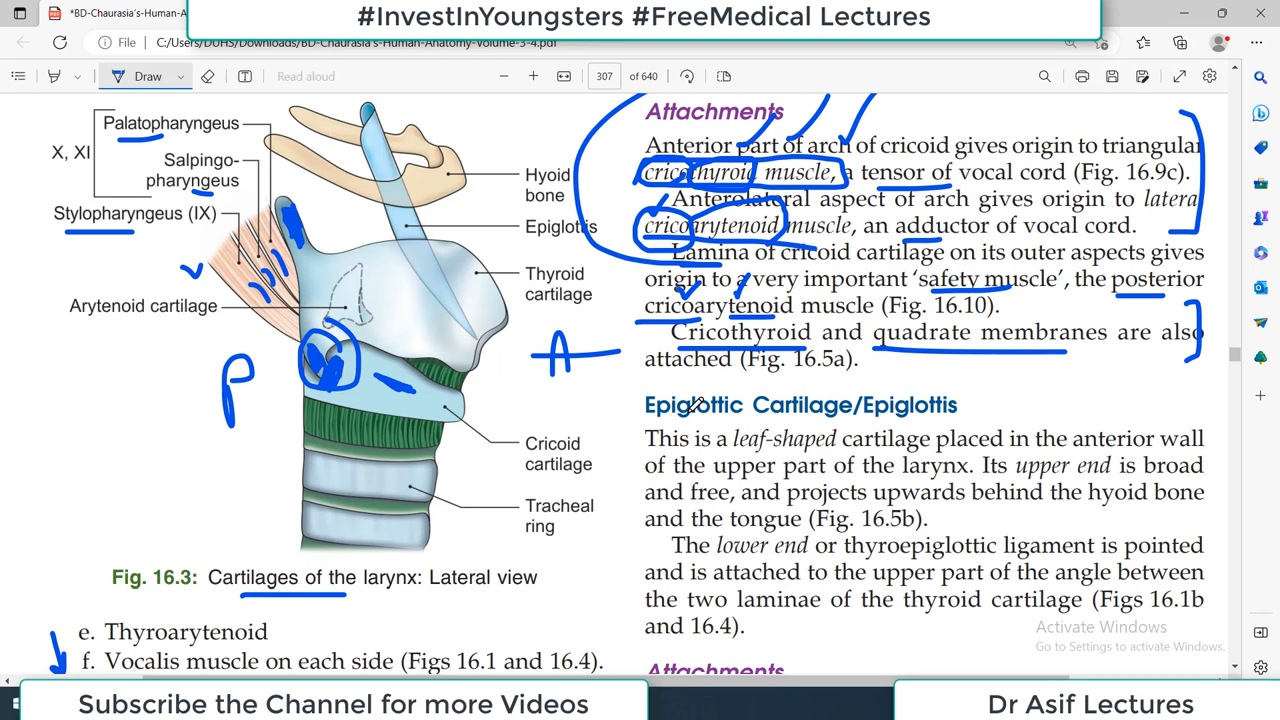 #InvestInYoungsters #FreeMedical Lectures
*BD-Chaurasia's-Human-A
File
C:/Users/DUHS/Downloads/BD-Chaurasia's-Human-Anatomy-Volume-3-4.pdf
Draw
Read aloud
307
of 640
Palatopharyngeus
X, XI
Salpingo-
pharyngeus
Stylopharyngeus (IX)
Arytenoid cartilage
Hyoid
bone
Epiglottis
Thyroid
cartilage
P
A
Cricoid
cartilage
Tracheal
ring
Fig. 16.3: Cartilages of the larynx: Lateral view
e. Thyroarytenoid
f. Vocalis muscle on each side (Figs 16.1 and 16.4).
Attachments
Anterior part of arch of cricoid gives origin to triangular
cricothyroid muscle, a tensor of vocal cord (Fig. 16.9c).
Anterolateral aspect of arch gives origin to lateral
cricoarytenoid muscle, an adductor of vocal cord.
Lamina of cricoid cartilage on its outer aspects gives
origin to a very important ‘safety muscle’, the posterior
cricoarytenoid muscle (Fig. 16.10).
Cricothyroid and quadrate membranes are also
attached (Fig. 16.5a).
Epiglottic Cartilage/Epiglottis
This is a leaf-shaped cartilage placed in the anterior wall
of the upper part of the larynx. Its upper end is broad
and free, and projects upwards behind the hyoid bone
and the tongue (Fig. 16.5b).
The lower end or thyroepiglottic ligament is pointed
and is attached to the upper part of the angle between
the two laminae of the thyroid cartilage (Figs 16.1b
and 16.4).
Activate Windows
Go to Settings to activate Windows.
Attachments
Subscribe the Channel for more Videos
Dr Asif Lectures